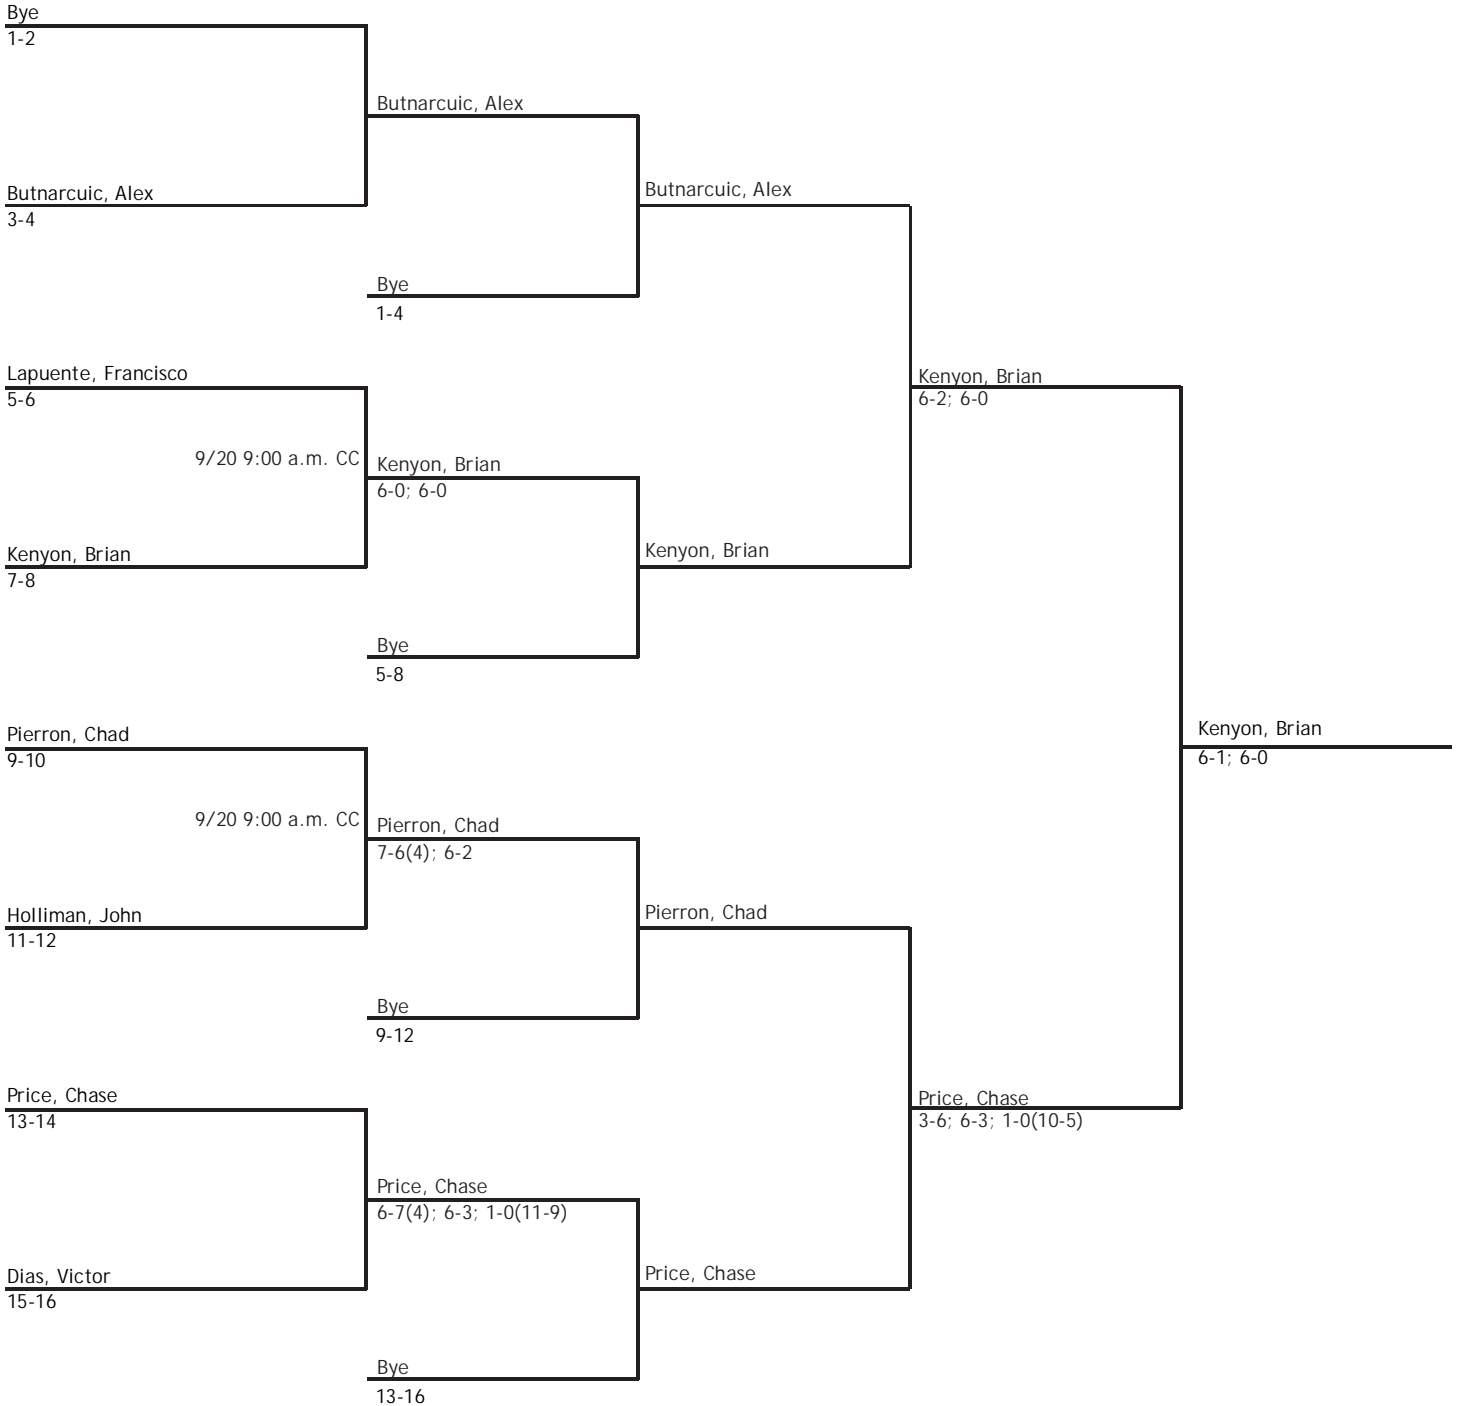 Bye
1-2
Butnarcuic, Alex
Butnarcuic, Alex
3-4
Butnarcuic, Alex
Bye
1-4
Lapuente, Francisco
5-6
Kenyon, Brian
6-2; 6-0
9/20 9:00 a.m. CC
Kenyon, Brian
6-0; 6-0
Kenyon, Brian
7-8
Kenyon, Brian
Bye
5-8
Pierron, Chad
9-10
Kenyon, Brian
6-1; 6-0
9/20 9:00 a.m. CC
Pierron, Chad
7-6(4); 6-2
Holliman, John
11-12
Pierron, Chad
Bye
9-12
Price, Chase
13-14
Price, Chase
3-6; 6-3; 1-0(10-5)
Price, Chase
6-7(4); 6-3; 1-0(11-9)
Dias, Victor
15-16
Price, Chase
Bye
13-16